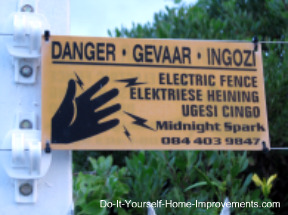 DANGER · GEVAAR · INGOZI
ELECTRIC FENCE
ELEKTRIESE HEINING
UGESI CINGO
Midnight Spark
084 403 9847
Do-It-Yourself-Home-Improvements.com